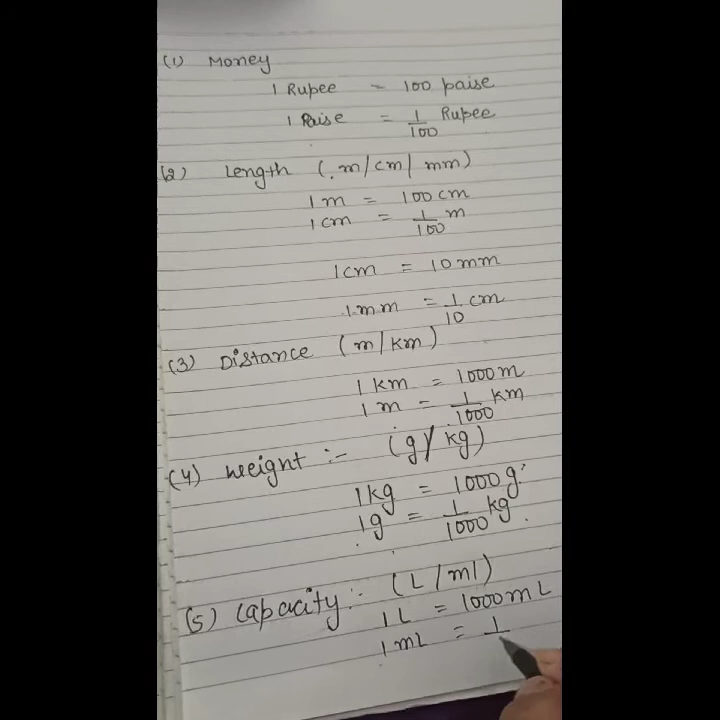 (1) Money
1 Rupee = 100 paise
1 Paise = 1/100 Rupee
(2) Length (m/cm/mm)
1 m = 100 cm
1 cm = 1/100 m
1 cm = 10 mm
1 mm = 1/10 cm
(3) Distance (m/km)
1 km = 1000 m
1 m = 1/1000 km
(4) weight :- (g/kg)
1 kg = 1000 g
1 g = 1/1000 kg
(5) Capacity :- (L/ml)
1 L = 1000 mL
1 mL = 1